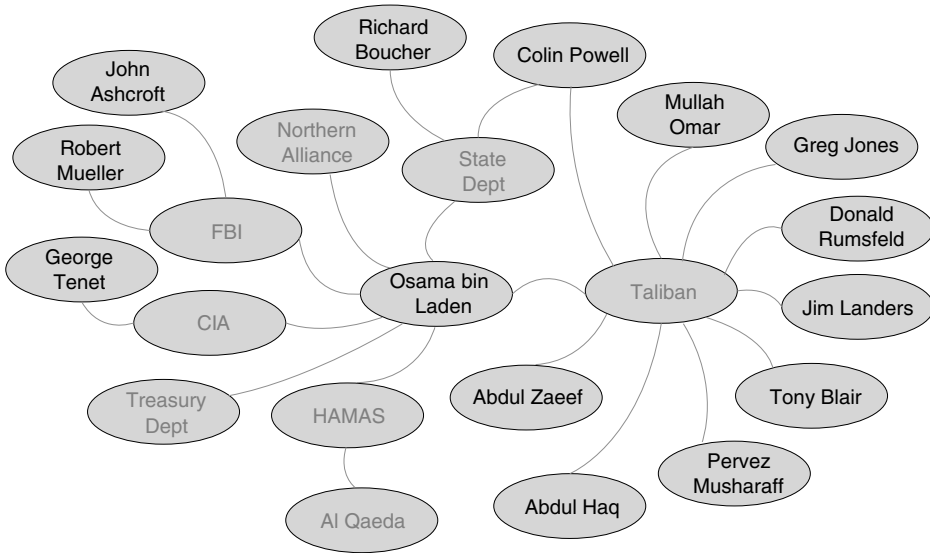 Richard
Boucher
Colin Powell
John
Ashcroft
Mullah
Omar
Northern
Alliance
Greg Jones
Robert
Mueller
State
Dept
Donald
Rumsfeld
FBI
George
Tenet
Osama bin
Laden
Taliban
Jim Landers
CIA
Treasury
Dept
HAMAS
Abdul Zaeef
Tony Blair
Pervez
Musharaff
Abdul Haq
Al Qaeda